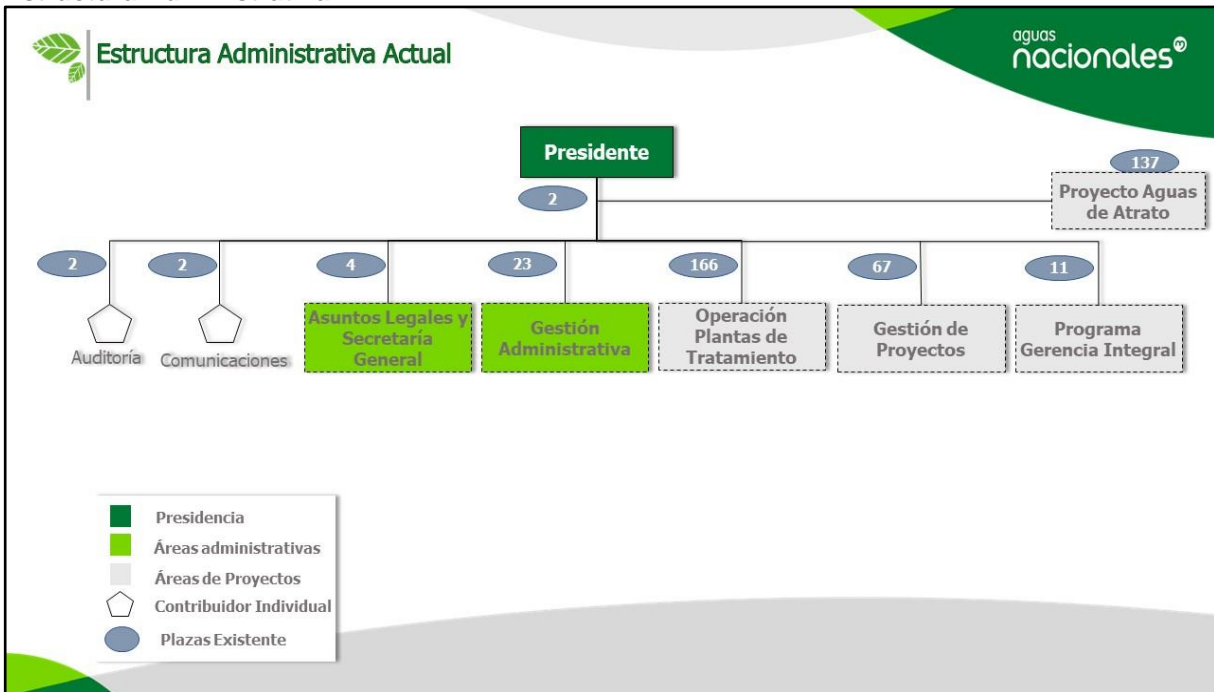 Estructura Administrativa Actual
aguas
nacionales
Presidente
137
2
Proyecto Aguas
de Atrato
2
2
4
23
166
67
11
Auditoría
Comunicaciones
Asuntos Legales y
Secretaría
General
Gestión
Administrativa
Operación
Plantas de
Tratamiento
Gestión de
Proyectos
Programa
Gerencia Integral
Presidencia
Áreas administrativas
Áreas de Proyectos
Contribuidor Individual
Plazas Existente